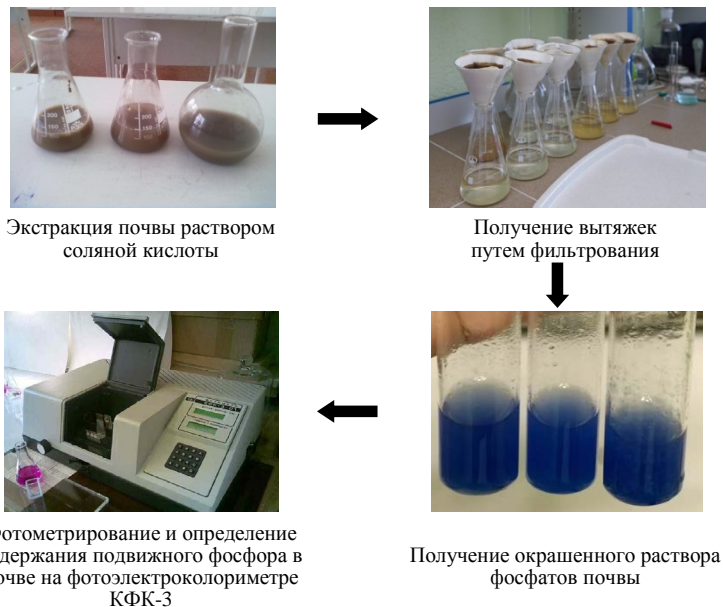 Экстракция почвы раствором
соляной кислоты
Получение вытяжек
путем фильтрования
отометрирование и определение
держания подвижного фосфора в
очве на фотоэлектроколориметре
КФК-3
Получение окрашенного раствора
фосфатов почвы